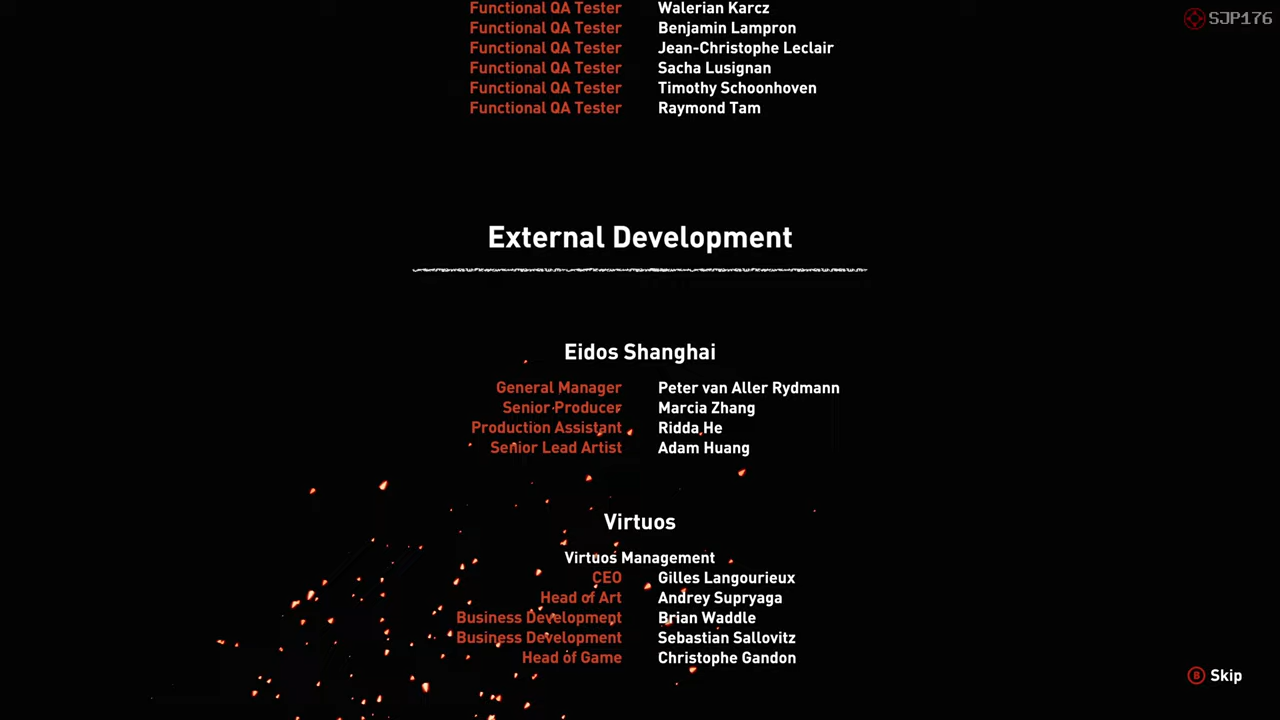 Functional QA Tester Walerian Karcz
SJP176
Functional QA Tester Benjamin Lampron
Functional QA Tester Jean-Christophe Leclair
Functional QA Tester Sacha Lusignan
Functional QA Tester Timothy Schoonhoven
Functional QA Tester Raymond Tam
External Development
Eidos Shanghai
General Manager Peter van Aller Rydmann
Senior Producer Marcia Zhang
Production Assistant Ridda He
Senior Lead Artist Adam Huang
Virtuos
Virtuos Management
CEO Gilles Langourieux
Head of Art Andrey Supryaga
Business Development Brian Waddle
Business Development Sebastian Sallovitz
Head of Game Christophe Gandon
B Skip